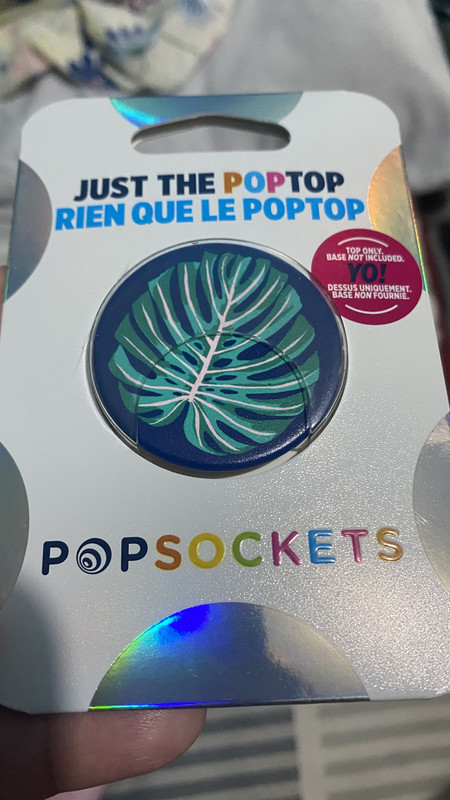 JUST THE POPTOP
RIEN QUE LE POPTOP
TOP ONLY.
BASE NOT INCLUDED.
YO!
DESSUS UNIQUEMENT.
BASE NON FOURNIE.
POPSOCKETS